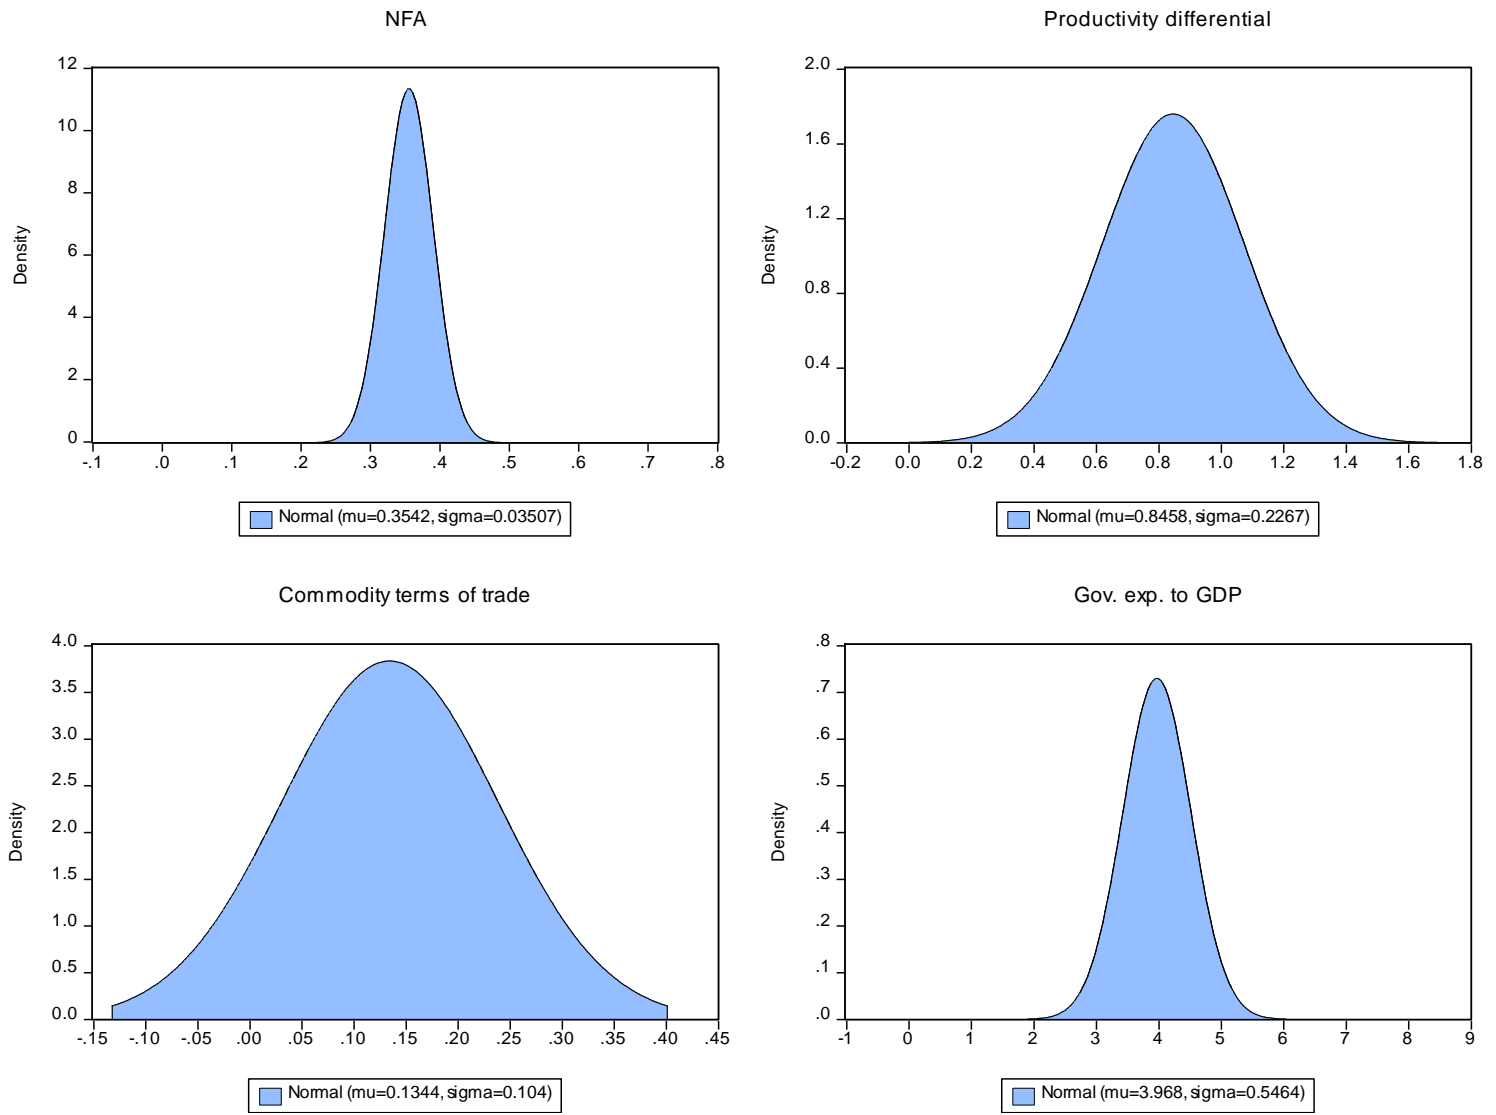 NFA
Density
12
10
8
6
4
2
0
-.1 .0 .1 .2 .3 .4 .5 .6 .7 .8
Normal (mu=0.3542, sigma=0.03507)
Productivity differential
Density
2.0
1.6
1.2
0.8
0.4
0.0
-0.2 0.0 0.2 0.4 0.6 0.8 1.0 1.2 1.4 1.6 1.8
Normal (mu=0.8458, sigma=0.2267)
Commodity terms of trade
Density
4.0
3.5
3.0
2.5
2.0
1.5
1.0
0.5
0.0
-.15 -.10 -.05 .00 .05 .10 .15 .20 .25 .30 .35 .40 .45
Normal (mu=0.1344, sigma=0.104)
Gov. exp. to GDP
Density
.8
.7
.6
.5
.4
.3
.2
.1
.0
-1 0 1 2 3 4 5 6 7 8 9
Normal (mu=3.968, sigma=0.5464)